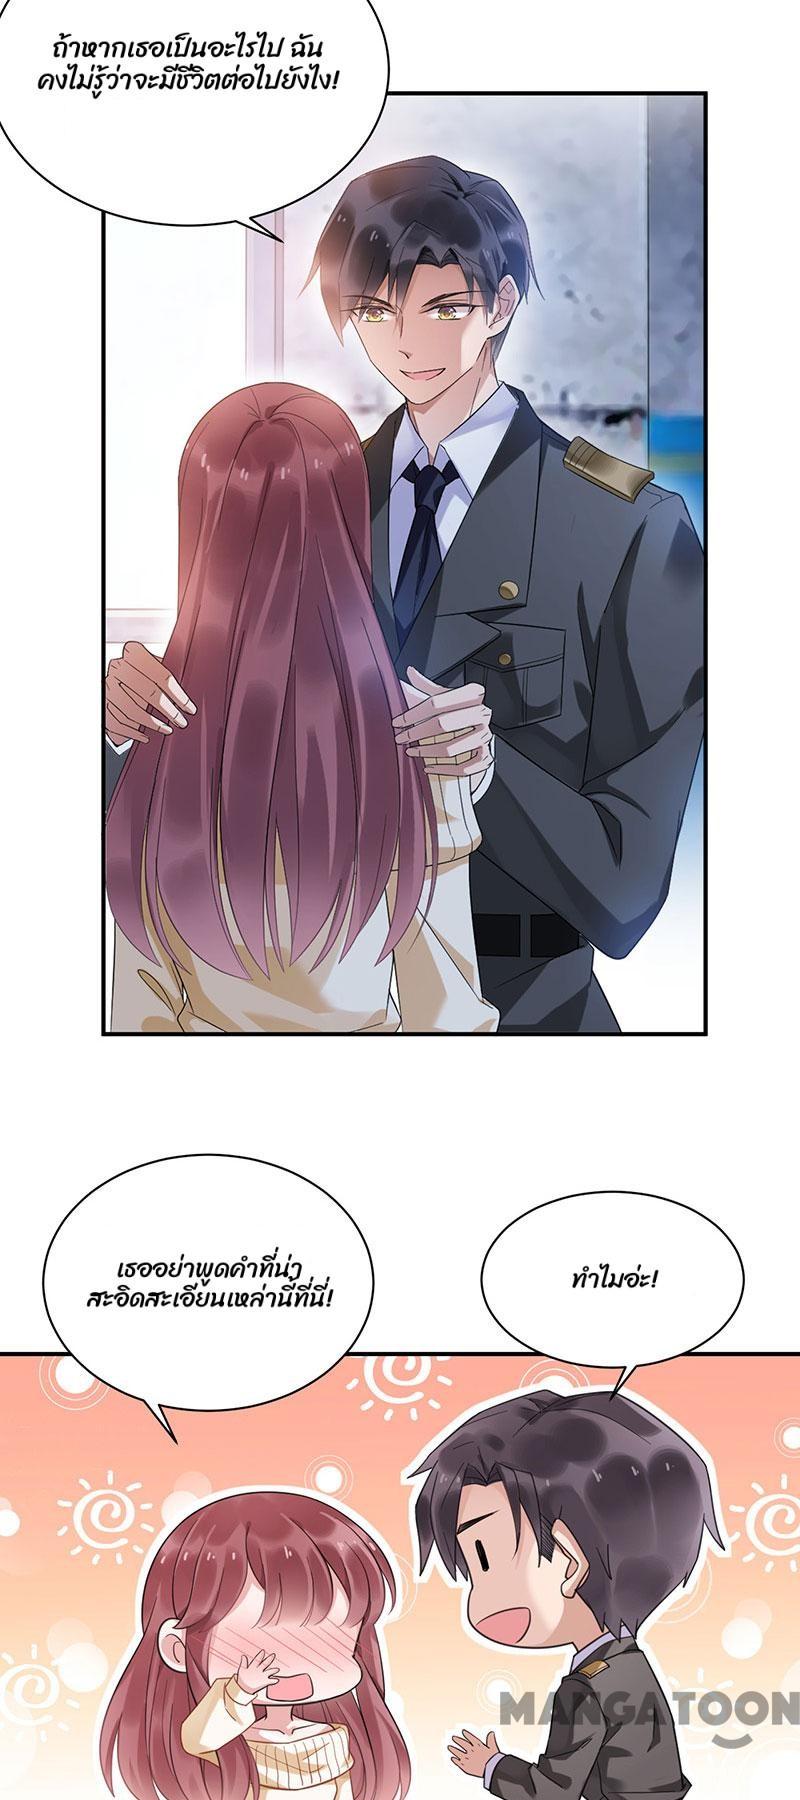 ถ้าหากเธอเป็นอะไรไป ฉัน
คงไม่รู้ว่าจะมีชีวิตต่อไปยังไง!
เธออย่าพูดคำที่น่า
สะอิดสะเอียนเหล่านี้ที่นี่!
ทำไมอ่ะ!
MANGATOON